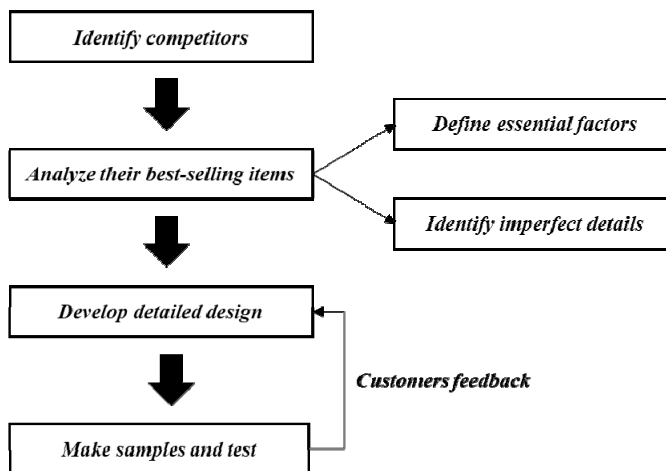 Identify competitors
Define essential factors
Analyze their best-selling items
Identify imperfect details
Develop detailed design
Customers feedback
Make samples and test